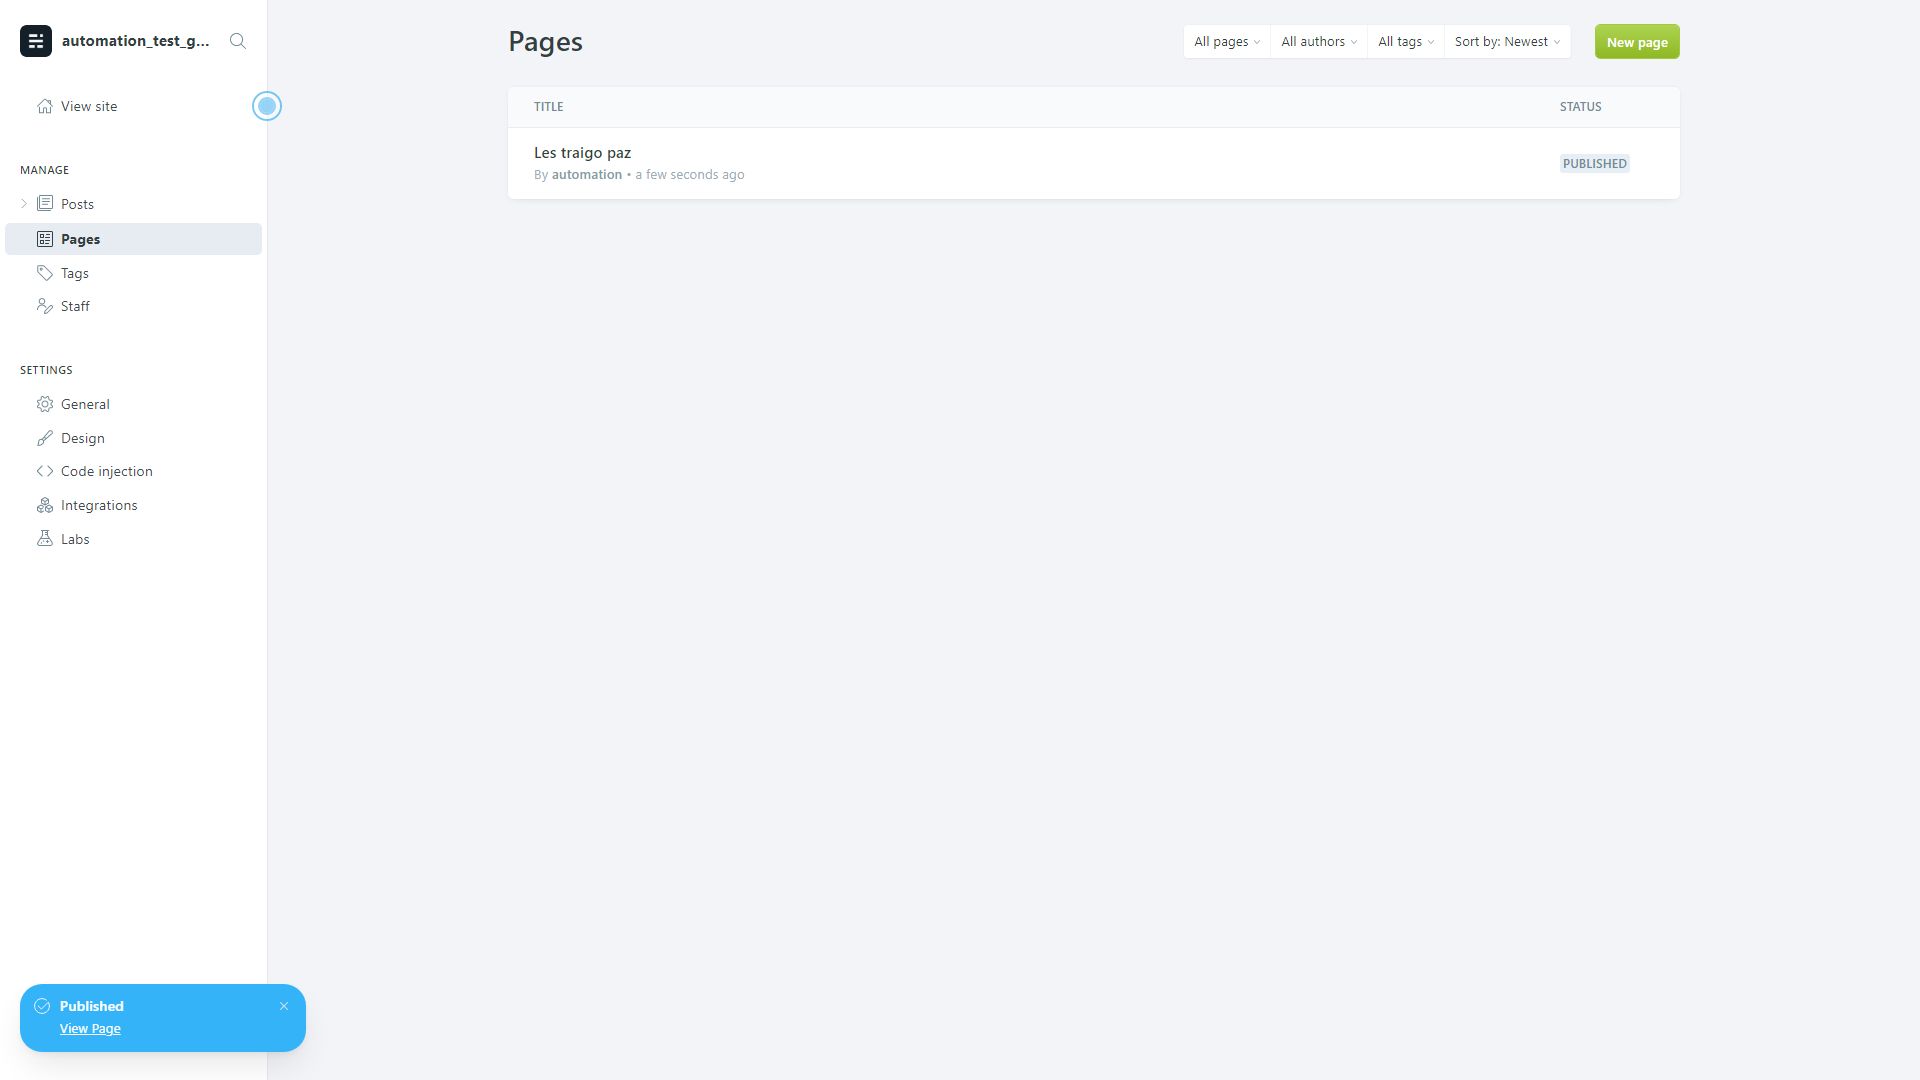 automation_test_g...
View site
MANAGE
Posts
Pages
Tags
Staff
SETTINGS
General
Design
Code injection
Integrations
Labs
Published
View Page
Pages
All pages
All authors
All tags
Sort by: Newest
New page
TITLE
STATUS
Les traigo paz
By automation • a few seconds ago
PUBLISHED